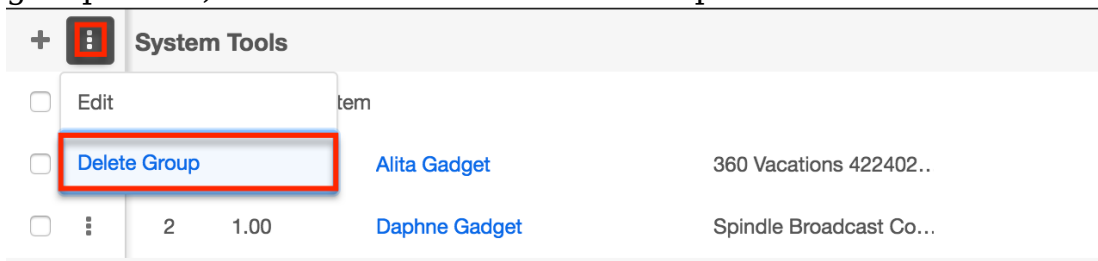 + System Tools
Edit tem
Delete Group Alita Gadget 360 Vacations 422402..
2 1.00 Daphne Gadget Spindle Broadcast Co...